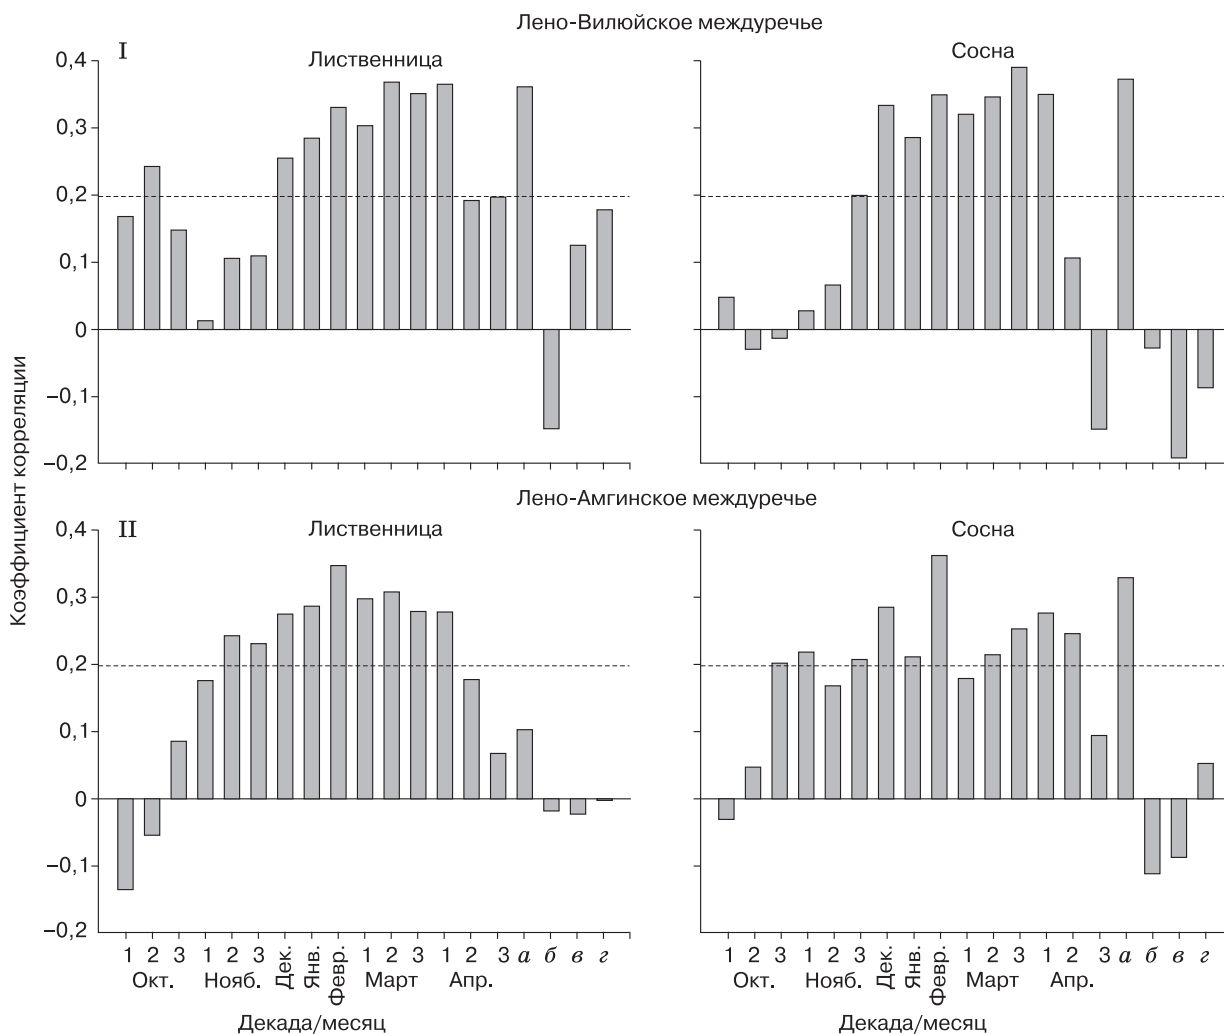 Лено-Вилюйское междуречье
I
Лиственница
Сосна
0,4
0,3
0,2
0,1
0
–0,1
–0,2
Коэффициент корреляции
Лено-Амгинское междуречье
II
Лиственница
Сосна
0,4
0,3
0,2
0,1
0
–0,1
–0,2
1 2 3 1 2 3 Дек. Янв. Февр. 1 2 3 1 2 3 а б в г
Окт. Нояб. Март Апр.
Декада/месяц
1 2 3 1 2 3 Дек. Янв. Февр. 1 2 3 1 2 3 а б в г
Окт. Нояб. Март Апр.
Декада/месяц